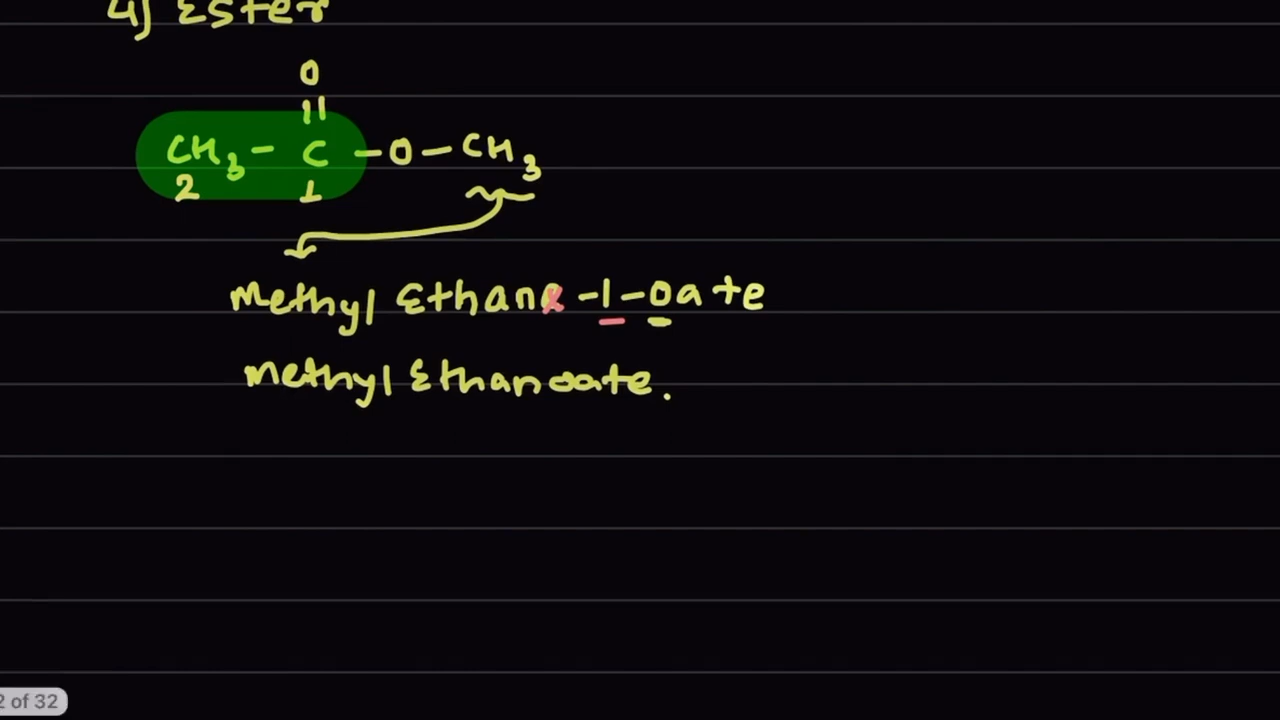 4) Ester
O
||
CH3 - C - O - CH3
2 1
Methyl Ethane -1-Oate
Methyl Ethanoate.
2 of 32